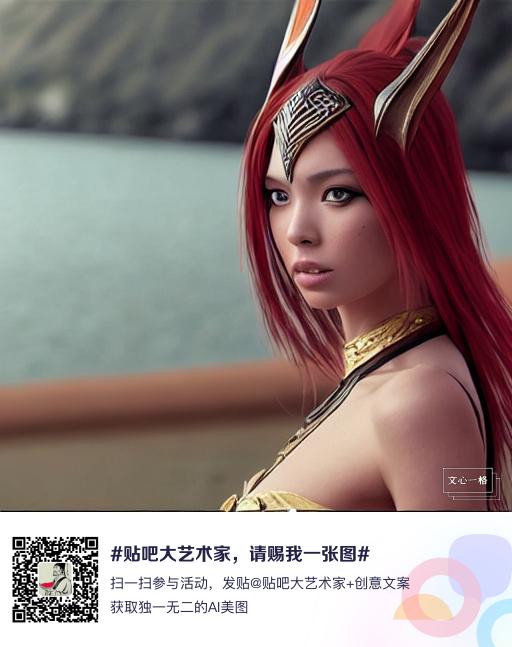 文心一格
#贴吧大艺术家，请赐我一张图#
扫一扫参与活动，发贴@贴吧大艺术家+创意文案
获取独一无二的AI美图